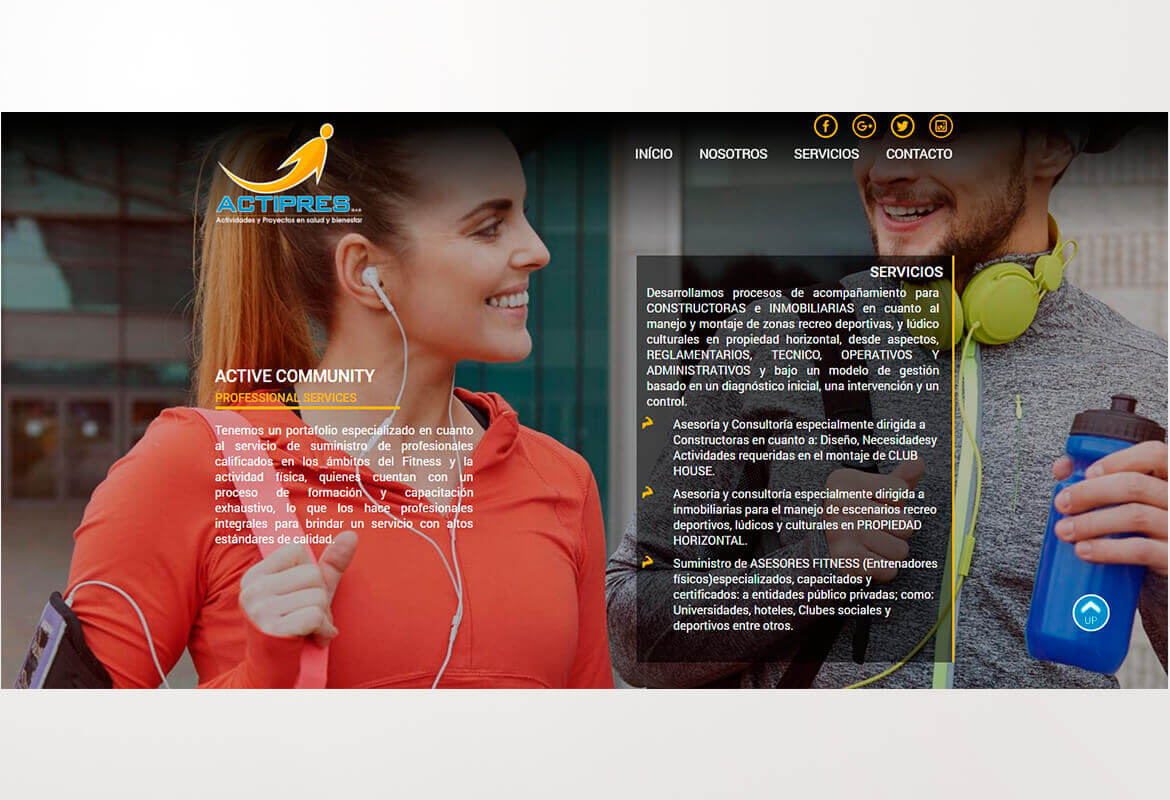 ACTIPRES S.A.S
Actividades y Proyectos en salud y bienestar
INÍCIO NOSOTROS SERVICIOS CONTACTO
ACTIVE COMMUNITY
PROFESSIONAL SERVICES
Tenemos un portafolio especializado en cuanto
al servicio de suministro de profesionales
calificados en los ámbitos del Fitness y la
actividad física, quienes cuentan con un
proceso de formación y capacitación
exhaustivo, lo que los hace profesionales
integrales para brindar un servicio con altos
estándares de calidad.
SERVICIOS
Desarrollamos procesos de acompañamiento para
CONSTRUCTORAS e INMOBILIARIAS en cuanto al
manejo y montaje de zonas recreo deportivas, y lúdico
culturales en propiedad horizontal, desde aspectos,
REGLAMENTARIOS, TECNICO, OPERATIVOS Y
ADMINISTRATIVOS y bajo un modelo de gestión
basado en un diagnóstico inicial, una intervención y un
control.
Asesoría y Consultoría especialmente dirigida a
Constructoras en cuanto a: Diseño, Necesidadesy
Actividades requeridas en el montaje de CLUB
HOUSE.
Asesoría y consultoría especialmente dirigida a
inmobiliarias para el manejo de escenarios recreo
deportivos, lúdicos y culturales en PROPIEDAD
HORIZONTAL.
Suministro de ASESORES FITNESS (Entrenadores
físicos)especializados, capacitados y
certificados: a entidades público privadas; como:
Universidades, hoteles, Clubes sociales y
deportivos entre otros.
UP